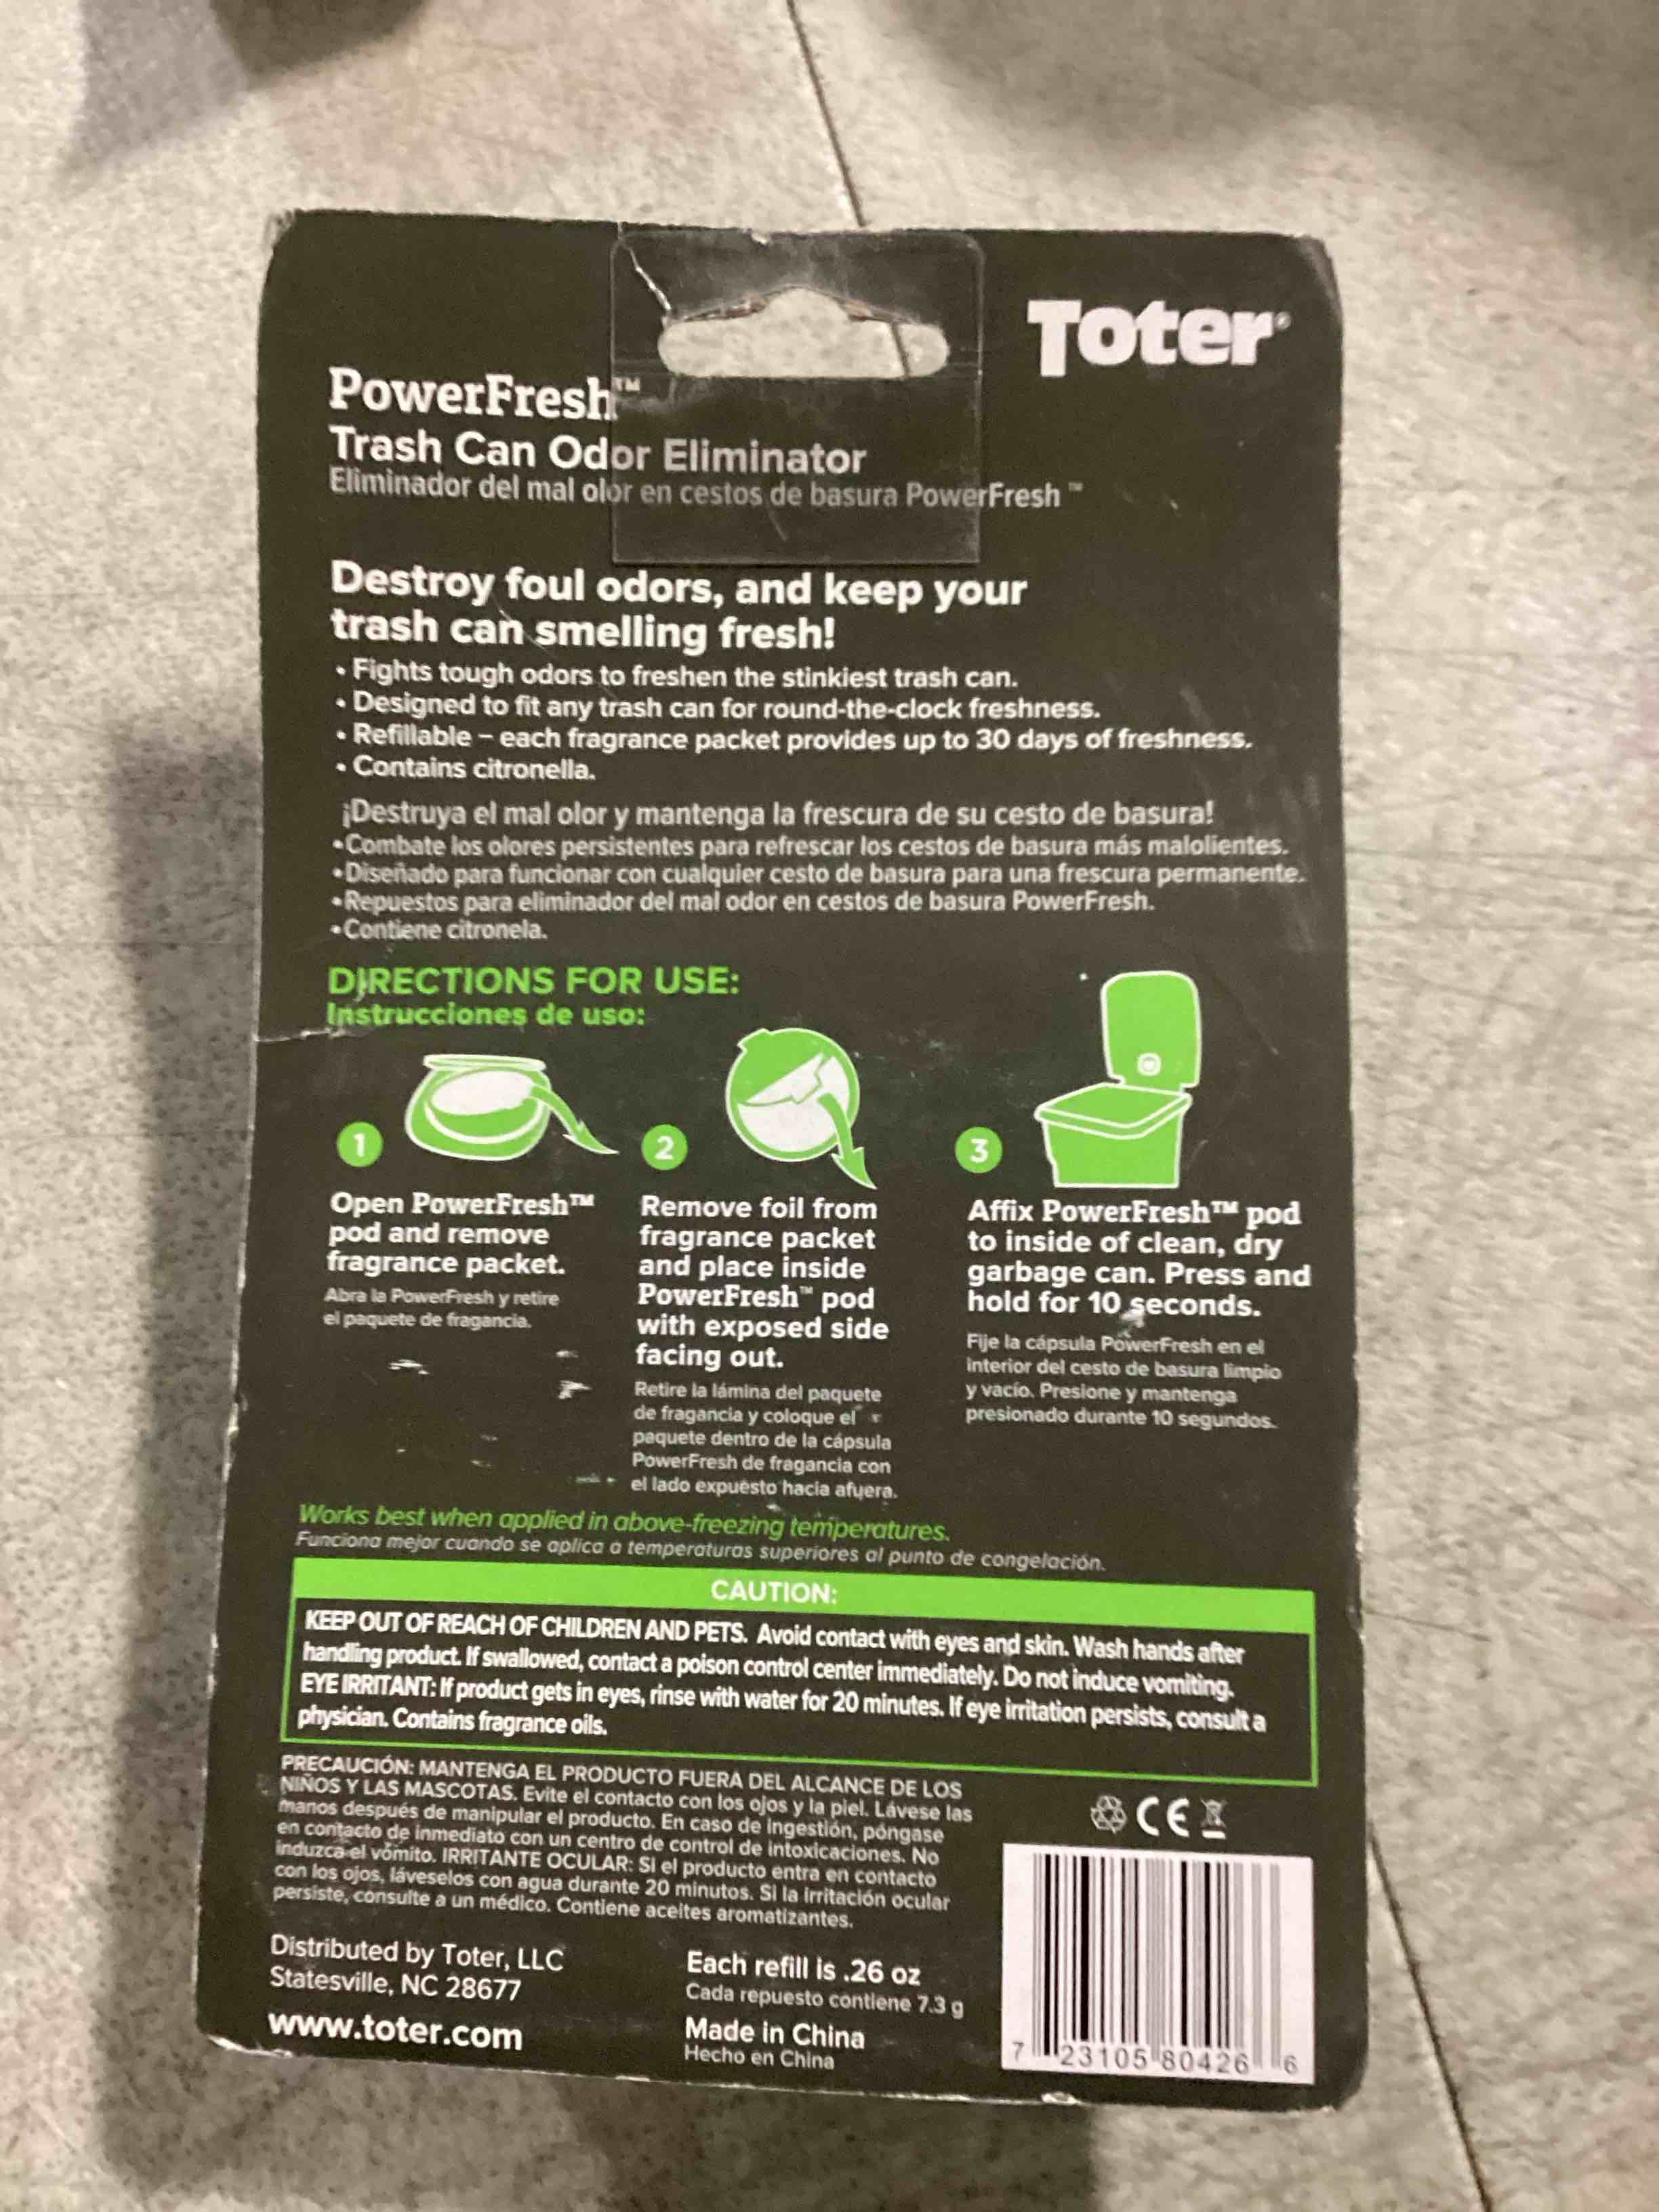 Toter®
PowerFresh™
Trash Can Odor Eliminator
Eliminador del mal olor en cestos de basura PowerFresh™
Destroy foul odors, and keep your
trash can smelling fresh!
• Fights tough odors to freshen the stinkiest trash can.
• Designed to fit any trash can for round-the-clock freshness.
• Refillable – each fragrance packet provides up to 30 days of freshness.
• Contains citronella.
¡Destruya el mal olor y mantenga la frescura de su cesto de basura!
•Combate los olores persistentes para refrescar los cestos de basura más malolientes.
•Diseñado para funcionar con cualquier cesto de basura para una frescura permanente.
•Repuestos para eliminador del mal odor en cestos de basura PowerFresh.
•Contiene citronela.
DIRECTIONS FOR USE:
Instrucciones de uso:
1
Open PowerFresh™
pod and remove
fragrance packet.
Abra la PowerFresh y retire
el paquete de fragancia.
2
Remove foil from
fragrance packet
and place inside
PowerFresh™ pod
with exposed side
facing out.
Retire la lámina del paquete
de fragancia y coloque el
paquete dentro de la cápsula
PowerFresh de fragancia con
el lado expuesto hacia afuera.
3
Affix PowerFresh™ pod
to inside of clean, dry
garbage can. Press and
hold for 10 seconds.
Fije la cápsula PowerFresh en el
interior del cesto de basura limpio
y vacío. Presione y mantenga
presionado durante 10 segundos.
Works best when applied in above-freezing temperatures.
Funciona mejor cuando se aplica a temperaturas superiores al punto de congelación.
CAUTION:
KEEP OUT OF REACH OF CHILDREN AND PETS. Avoid contact with eyes and skin. Wash hands after
handling product. If swallowed, contact a poison control center immediately. Do not induce vomiting.
EYE IRRITANT: If product gets in eyes, rinse with water for 20 minutes. If eye irritation persists, consult a
physician. Contains fragrance oils.
PRECAUCIÓN: MANTENGA EL PRODUCTO FUERA DEL ALCANCE DE LOS
NIÑOS Y LAS MASCOTAS. Evite el contacto con los ojos y la piel. Lávese las
manos después de manipular el producto. En caso de ingestión, póngase
en contacto de inmediato con un centro de control de intoxicaciones. No
induzca el vómito. IRRITANTE OCULAR: Si el producto entra en contacto
con los ojos, láveselos con agua durante 20 minutos. Si la irritación ocular
persiste, consulte a un médico. Contiene aceites aromatizantes.
CE
Distributed by Toter, LLC
Statesville, NC 28677
www.toter.com
Each refill is .26 oz
Cada repuesto contiene 7.3 g
Made in China
Hecho en China
7 23105 80426 6